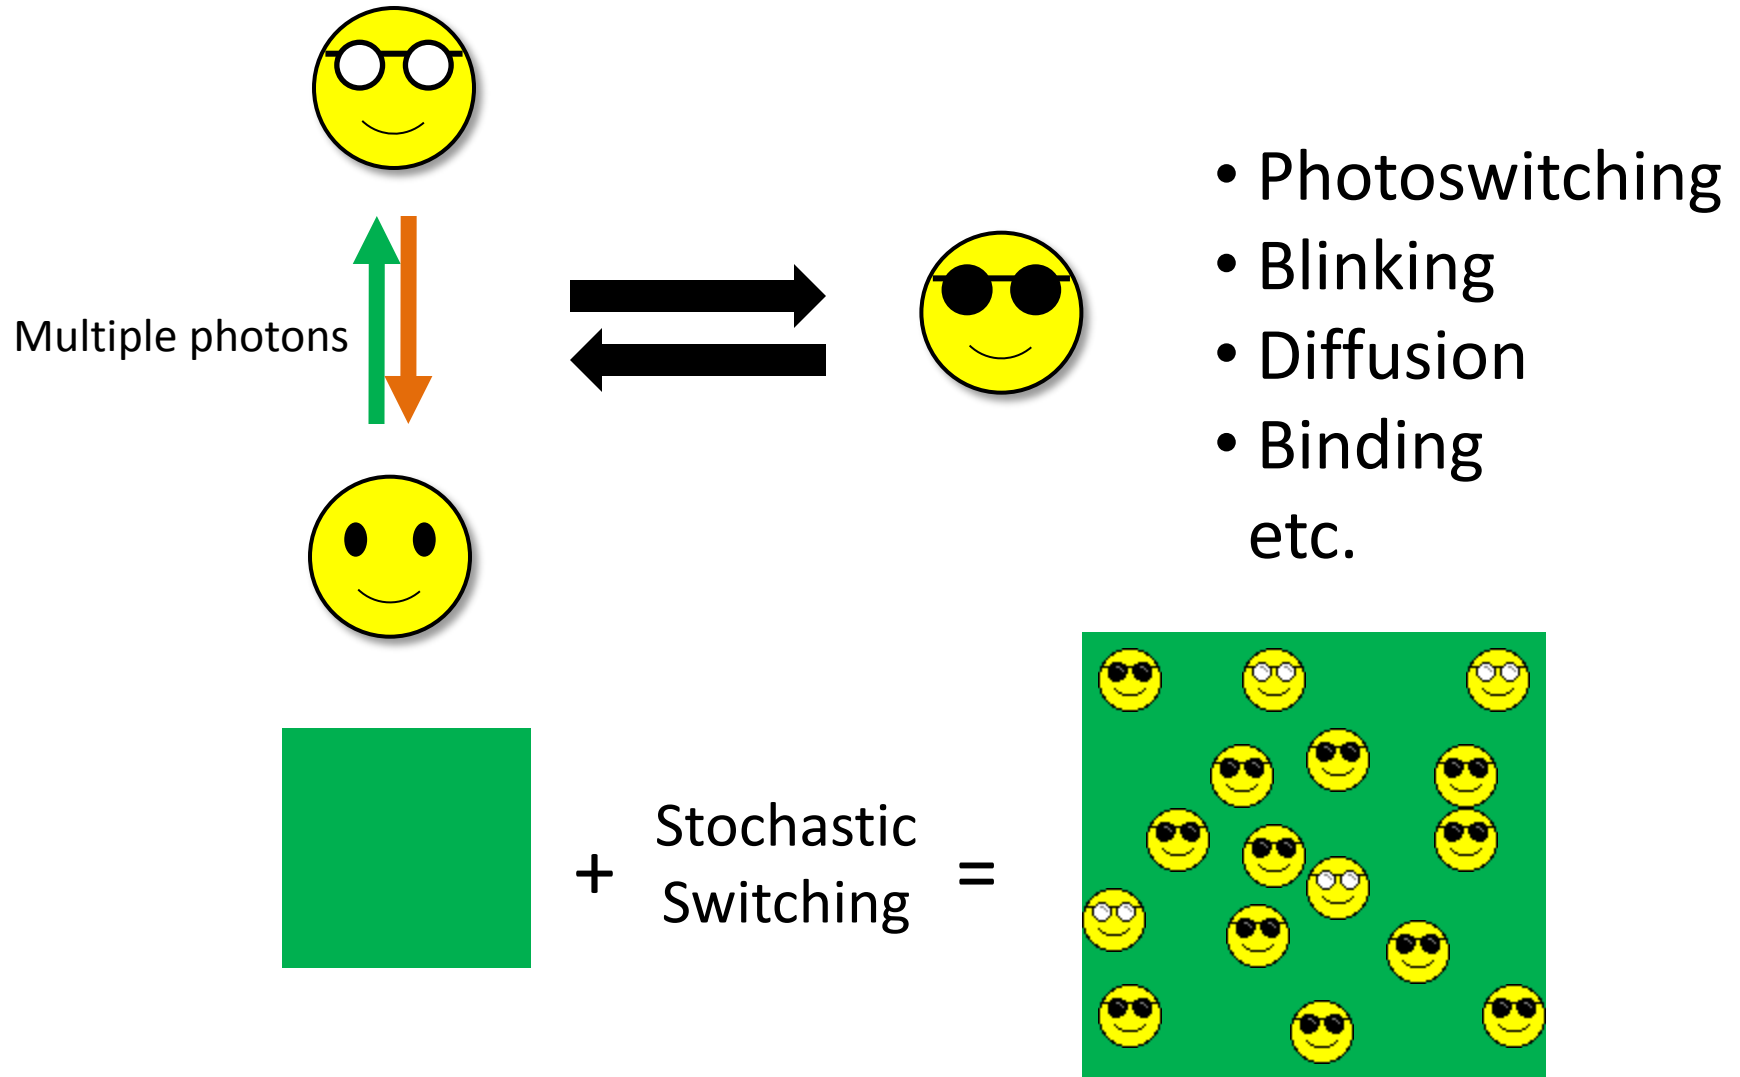 Multiple photons
• Photoswitching
• Blinking
• Diffusion
• Binding
etc.
+
Stochastic
Switching
=